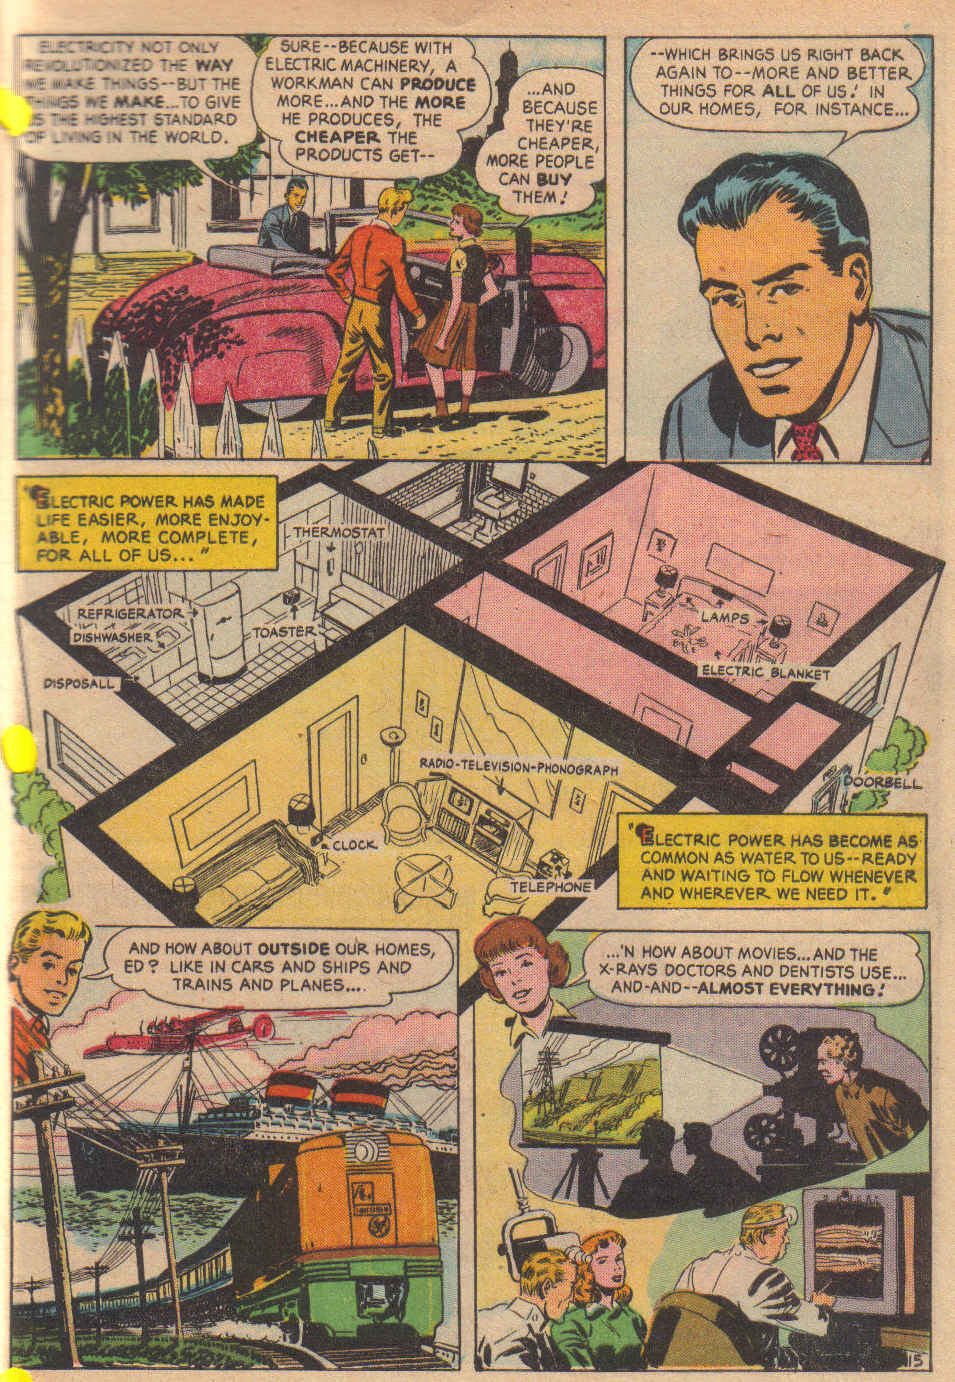 ELECTRICITY NOT ONLY
REVOLUTIONIZED THE WAY
WE MAKE THINGS--BUT THE
THINGS WE MAKE...TO GIVE
US THE HIGHEST STANDARD
OF LIVING IN THE WORLD.
SURE--BECAUSE WITH
ELECTRIC MACHINERY, A
WORKMAN CAN PRODUCE
MORE...AND THE MORE
HE PRODUCES, THE
CHEAPER THE
PRODUCTS GET--
...AND
BECAUSE
THEY'RE
CHEAPER,
MORE PEOPLE
CAN BUY
THEM!
--WHICH BRINGS US RIGHT BACK
AGAIN TO--MORE AND BETTER
THINGS FOR ALL OF US! IN
OUR HOMES, FOR INSTANCE...
"ELECTRIC POWER HAS MADE
LIFE EASIER, MORE ENJOY-
ABLE, MORE COMPLETE,
FOR ALL OF US..."
THERMOSTAT
REFRIGERATOR
DISHWASHER
TOASTER
DISPOSALL
LAMPS
ELECTRIC BLANKET
RADIO-TELEVISION-PHONOGRAPH
DOORBELL
CLOCK
TELEPHONE
"ELECTRIC POWER HAS BECOME AS
COMMON AS WATER TO US--READY
AND WAITING TO FLOW WHENEVER
AND WHEREVER WE NEED IT."
AND HOW ABOUT OUTSIDE OUR HOMES,
ED? LIKE IN CARS AND SHIPS AND
TRAINS AND PLANES....
...'N HOW ABOUT MOVIES...AND THE
X-RAYS DOCTORS AND DENTISTS USE...
AND-AND--ALMOST EVERYTHING!
15